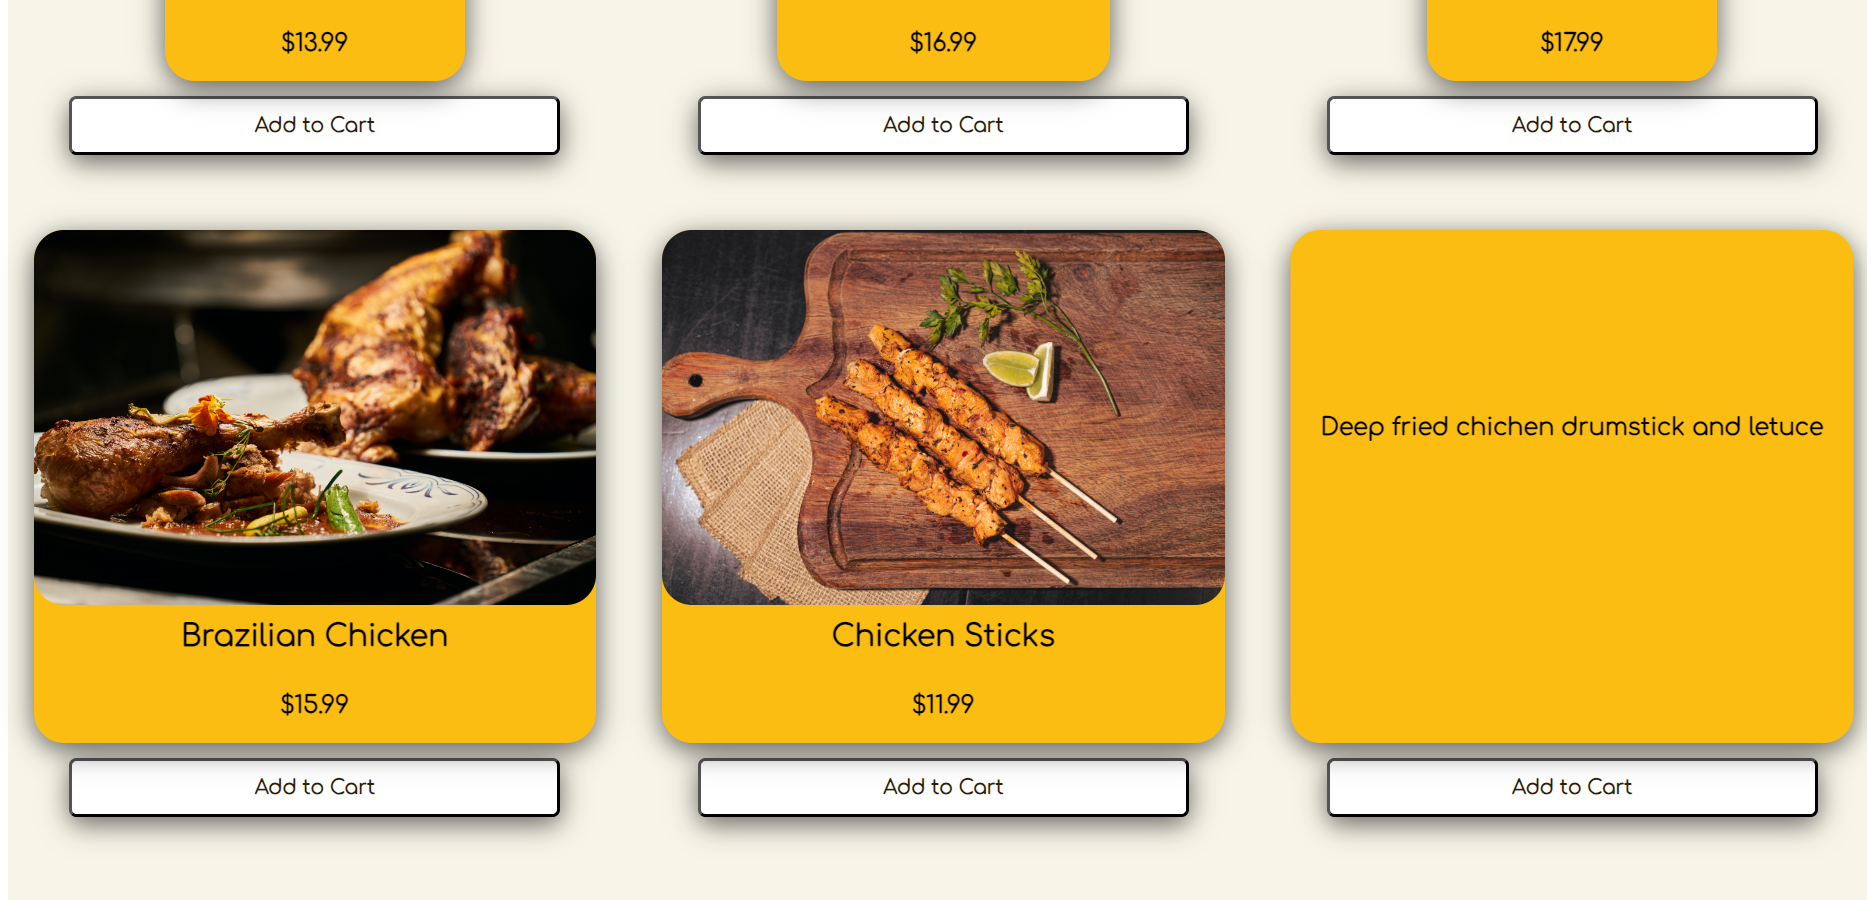 $13.99
$16.99
$17.99
Add to Cart
Add to Cart
Add to Cart
Deep fried chichen drumstick and letuce
Brazilian Chicken
Chicken Sticks
$15.99
$11.99
Add to Cart
Add to Cart
Add to Cart